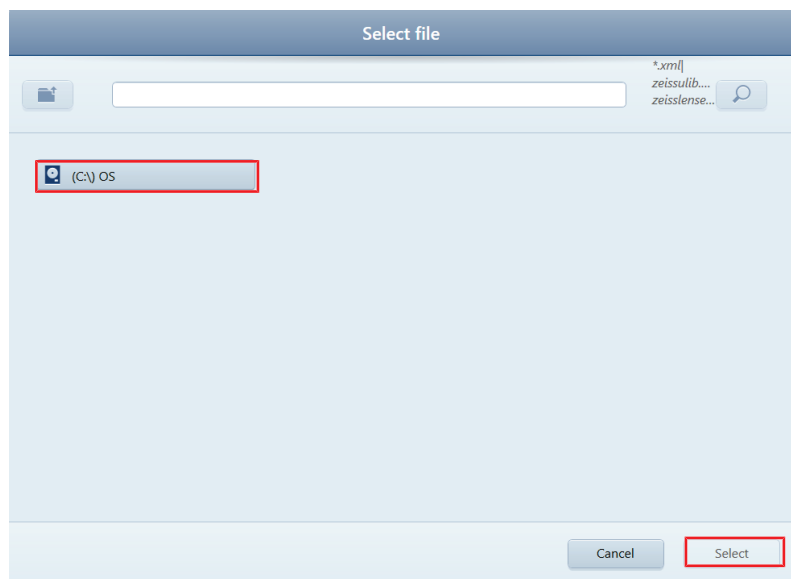 Select file
*.xml|
zeissulib....
zeisslense...
(C:\) OS
Cancel
Select